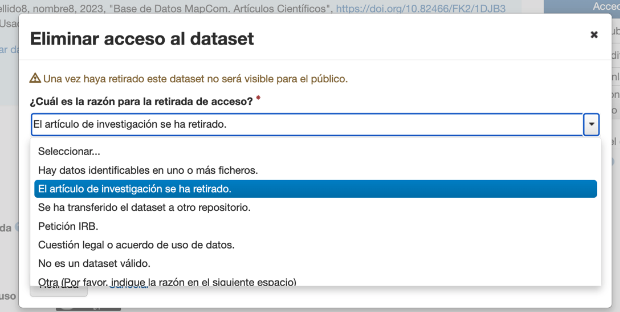 ellido8, nombre8, 2023, "Base de Datos MapCom. Artículos Científicos", https://doi.org/10.82466/FK2/1DJB3
Acce
Usa
Eliminar acceso al dataset
Una vez haya retirado este dataset no será visible para el público.
¿Cuál es la razón para la retirada de acceso? *
El artículo de investigación se ha retirado.
Seleccionar...
Hay datos identificables en uno o más ficheros.
El artículo de investigación se ha retirado.
Se ha transferido el dataset a otro repositorio.
Petición IRB.
Cuestión legal o acuerdo de uso de datos.
No es un dataset válido.
Otra (Por favor, indique la razón en el siguiente espacio)
da
uso